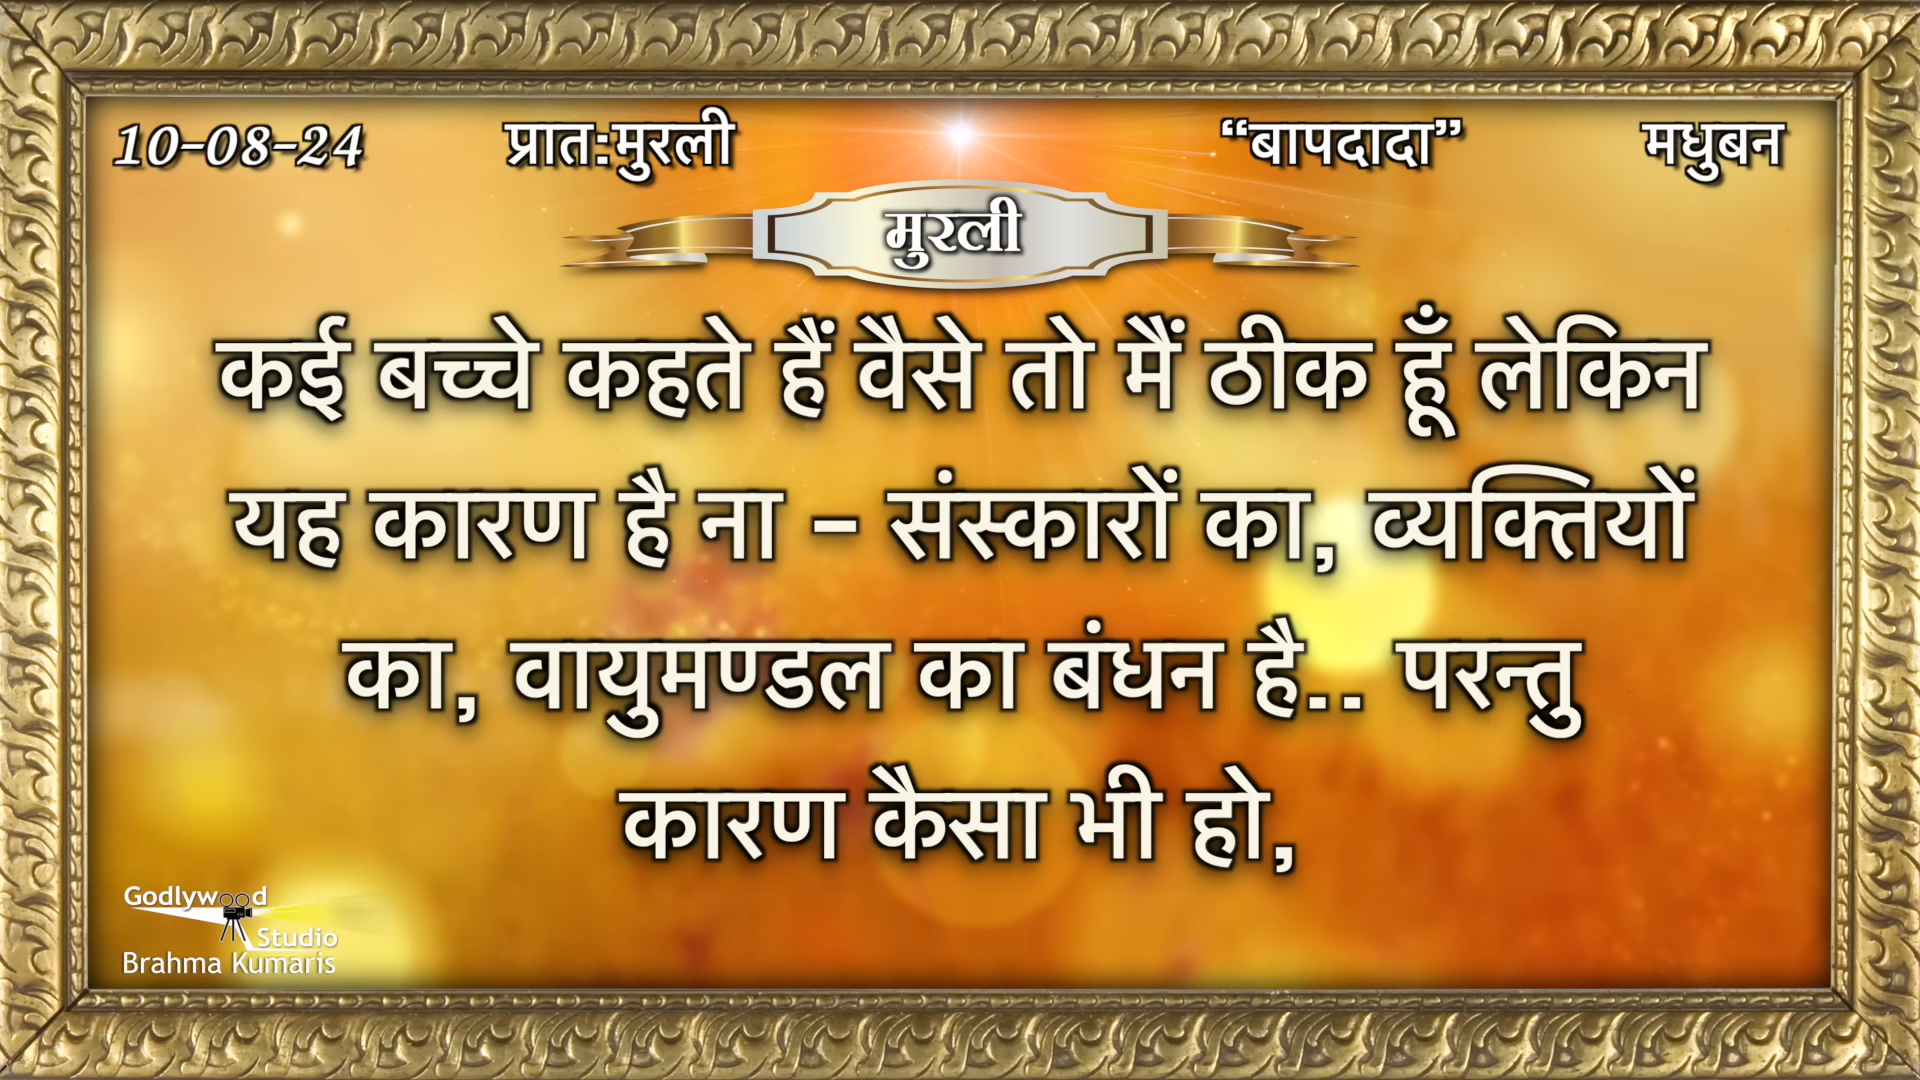 10-08-24 प्रात:मुरली “बापदादा” मधुबन
मुरली
कई बच्चे कहते हैं वैसे तो मैं ठीक हूँ लेकिन
यह कारण है ना – संस्कारों का, व्यक्तियों
का, वायुमण्डल का बंधन है.. परन्तु
कारण कैसा भी हो,
Godlywood
Studio
Brahma Kumaris